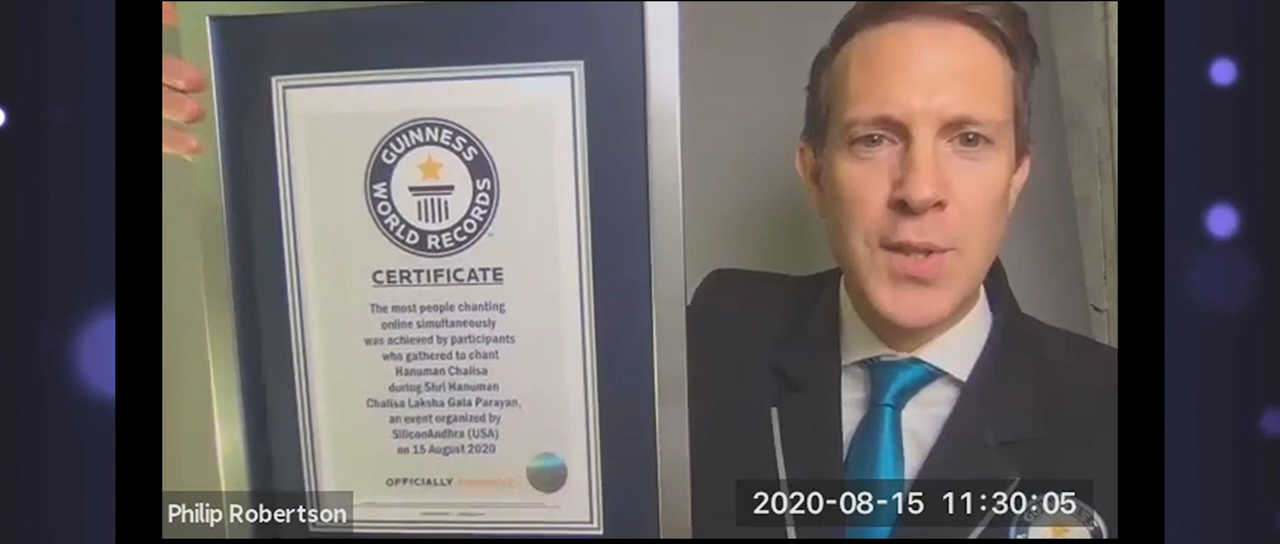 GUINNESS
WORLD RECORDS
CERTIFICATE
The most people chanting
online simultaneously
was achieved by participants
who gathered to chant
Hanuman Chalisa
during Shri Hanuman
Chalisa Laksha Gala Parayan,
an event organized by
SiliconAndhra (USA)
on 15 August 2020
OFFICIALLY
Philip Robertson
2020-08-15 11:30:05